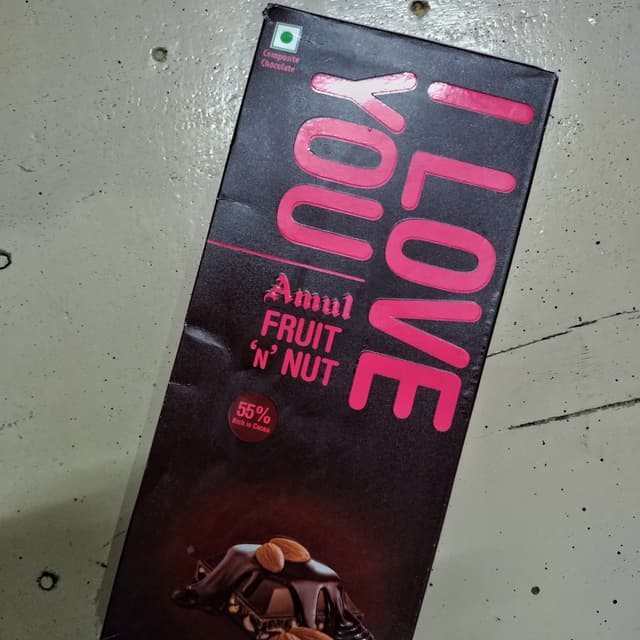 Composite
Chocolate
I LOVE
YOU
Amul
FRUIT
'N' NUT
55%
Rich in Cocoa